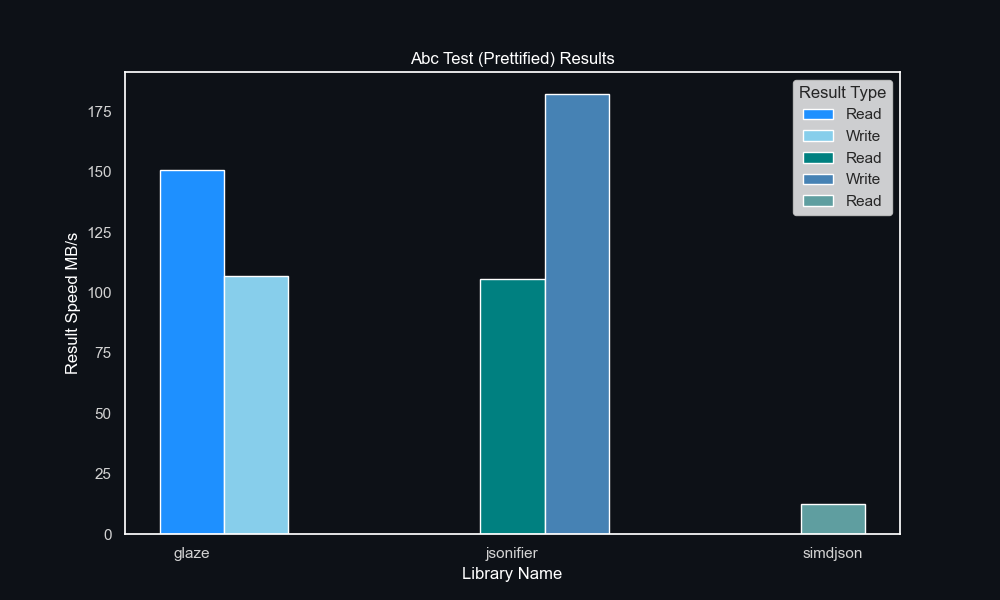 Abc Test (Prettified) Results
Result Type
Read
Write
Read
Write
Read
Result Speed MB/s
175
150
125
100
75
50
25
0
glaze
jsonifier
simdjson
Library Name